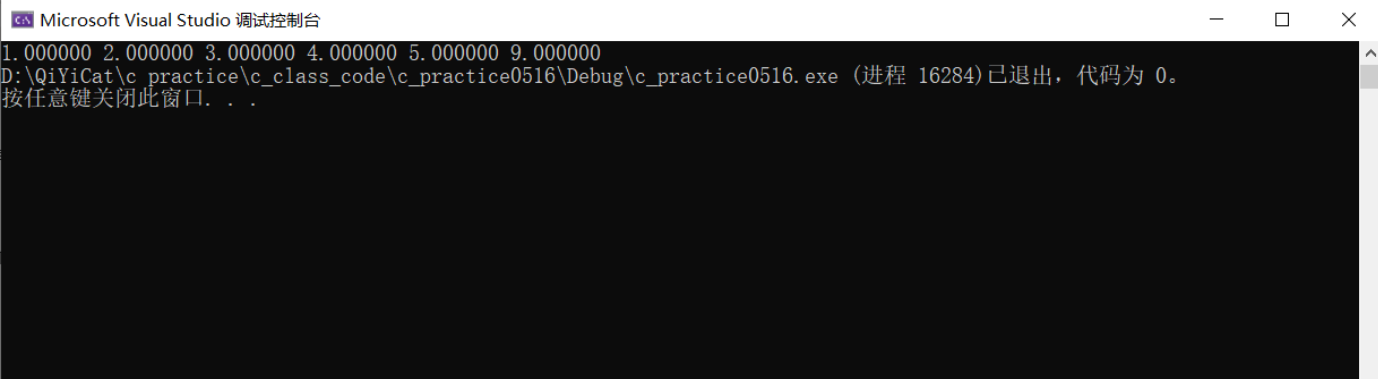 Microsoft Visual Studio 调试控制台
1.000000 2.000000 3.000000 4.000000 5.000000 9.000000
D:\QiYiCat\c_practice\c_class_code\c_practice0516\Debug\c_practice0516.exe (进程 16284)已退出，代码为 0。
按任意键关闭此窗口. . .